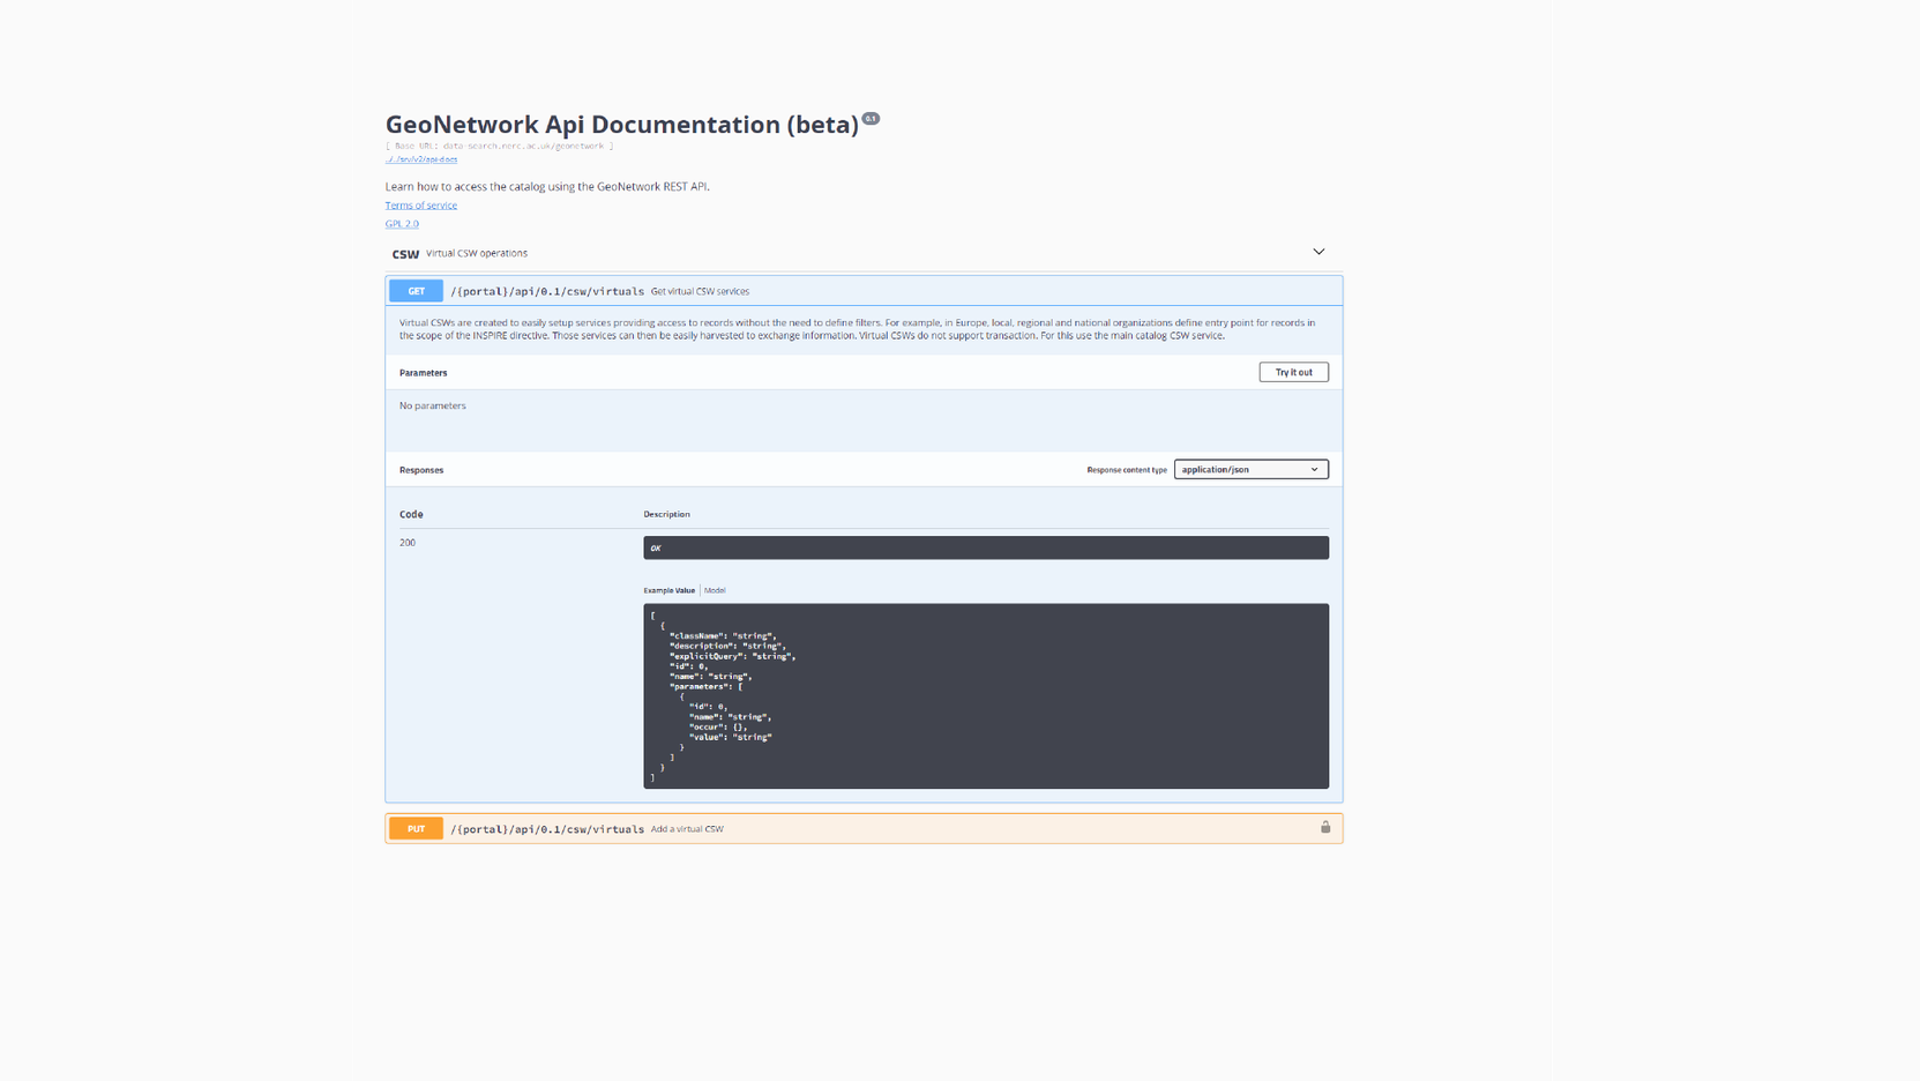 GeoNetwork Api Documentation (beta) 0.1
[ Base URL: data-search.nerc.ac.uk/geonetwork ]
../../srv/v2/api-docs
Learn how to access the catalog using the GeoNetwork REST API.
Terms of service
GPL 2.0
csw Virtual CSW operations
GET /{portal}/api/0.1/csw/virtuals Get virtual CSW services
Virtual CSWs are created to easily setup services providing access to records without the need to define filters. For example, in Europe, local, regional and national organizations define entry point for records in
the scope of the INSPIRE directive. Those services can then be easily harvested to exchange information. Virtual CSWs do not support transaction. For this use the main catalog CSW service.
Parameters Try it out
No parameters
Responses Response content type application/json
Code Description
200 OK
Example Value Model
[
{
"className": "string",
"description": "string",
"explicitQuery": "string",
"id": 0,
"name": "string",
"parameters": [
{
"id": 0,
"name": "string",
"occur": {},
"value": "string"
}
]
}
]
PUT /{portal}/api/0.1/csw/virtuals Add a virtual CSW